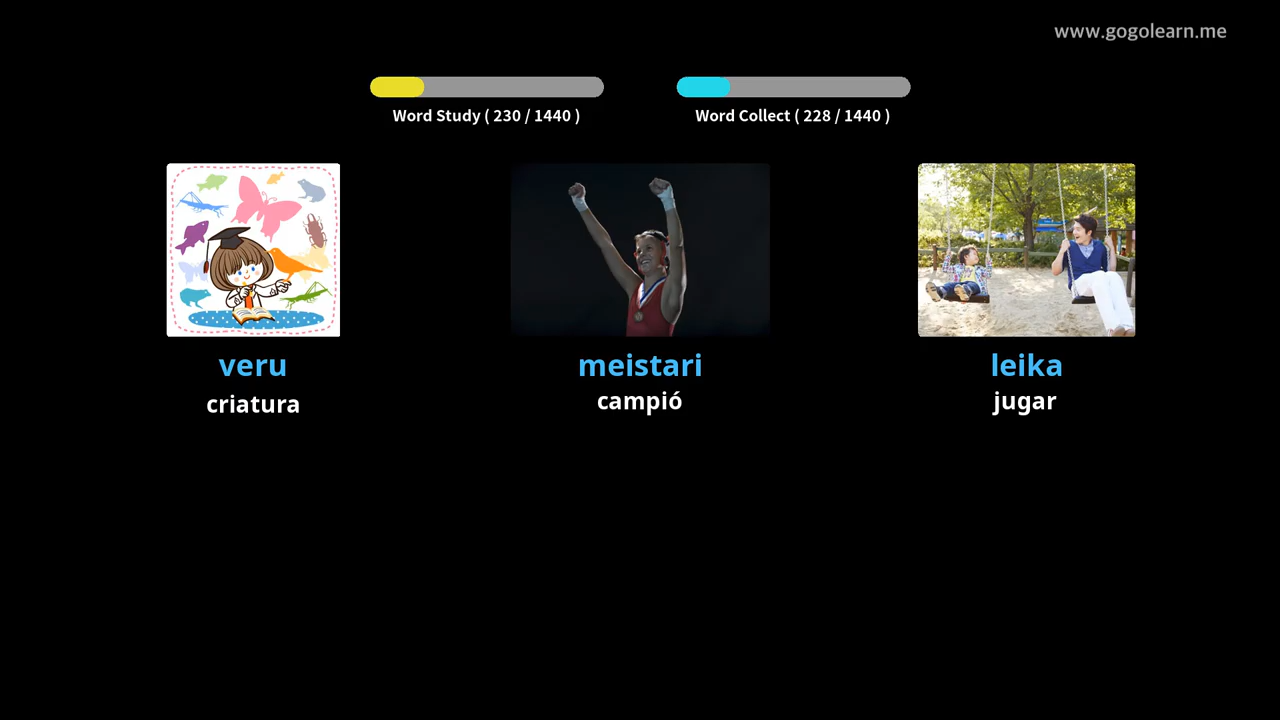 www.gogolearn.me
Word Study ( 230 / 1440 )
Word Collect ( 228 / 1440 )
veru
criatura
meistari
campió
leika
jugar